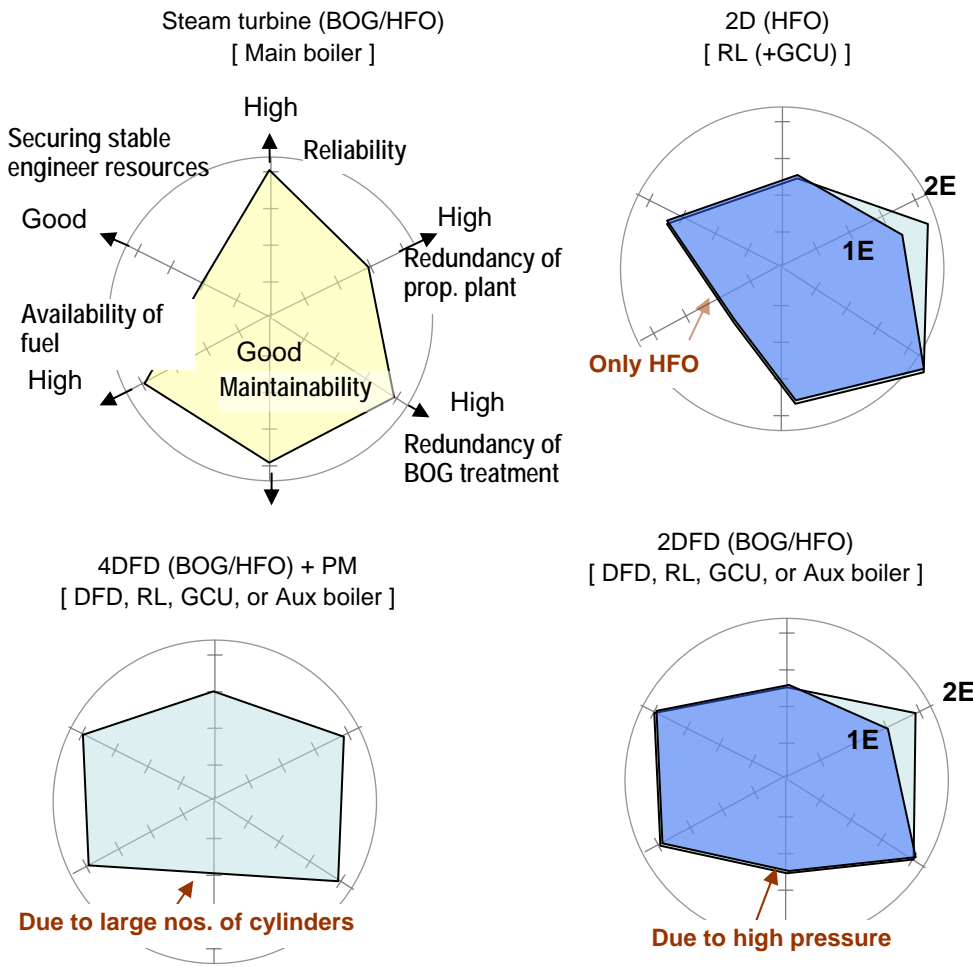 Steam turbine (BOG/HFO)
[ Main boiler ]
High
Securing stable
engineer resources
Reliability
Good
High
Redundancy of
prop. plant
Availability of
fuel
High
Good
Maintainability
High
Redundancy of
BOG treatment
2D (HFO)
[ RL (+GCU) ]
2E
1E
Only HFO
4DFD (BOG/HFO) + PM
[ DFD, RL, GCU, or Aux boiler ]
Due to large nos. of cylinders
2DFD (BOG/HFO)
[ DFD, RL, GCU, or Aux boiler ]
2E
1E
Due to high pressure